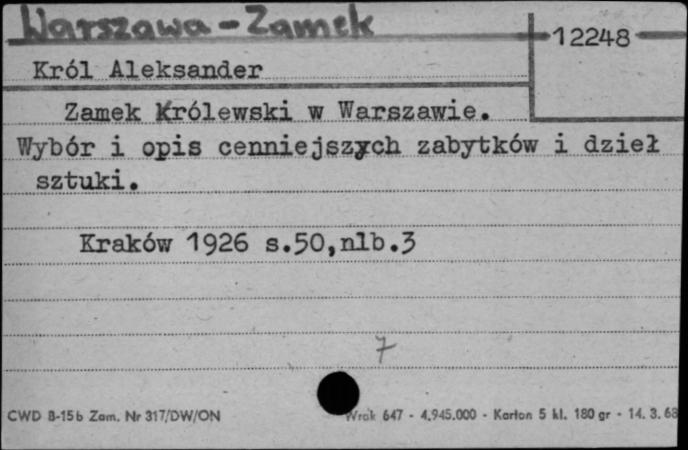 Warszawa - Zamek
12248
Król Aleksander
Zamek Królewski w Warszawie.
Wybór i opis cenniejszych zabytków i dzieł
sztuki.
Kraków 1926 s.50,nlb.3
7
CWD B-15b Zam. Nr 317/DW/ON Wrak 647 - 4.945.000 - Karton 5 kl. 180 gr - 14. 3. 68